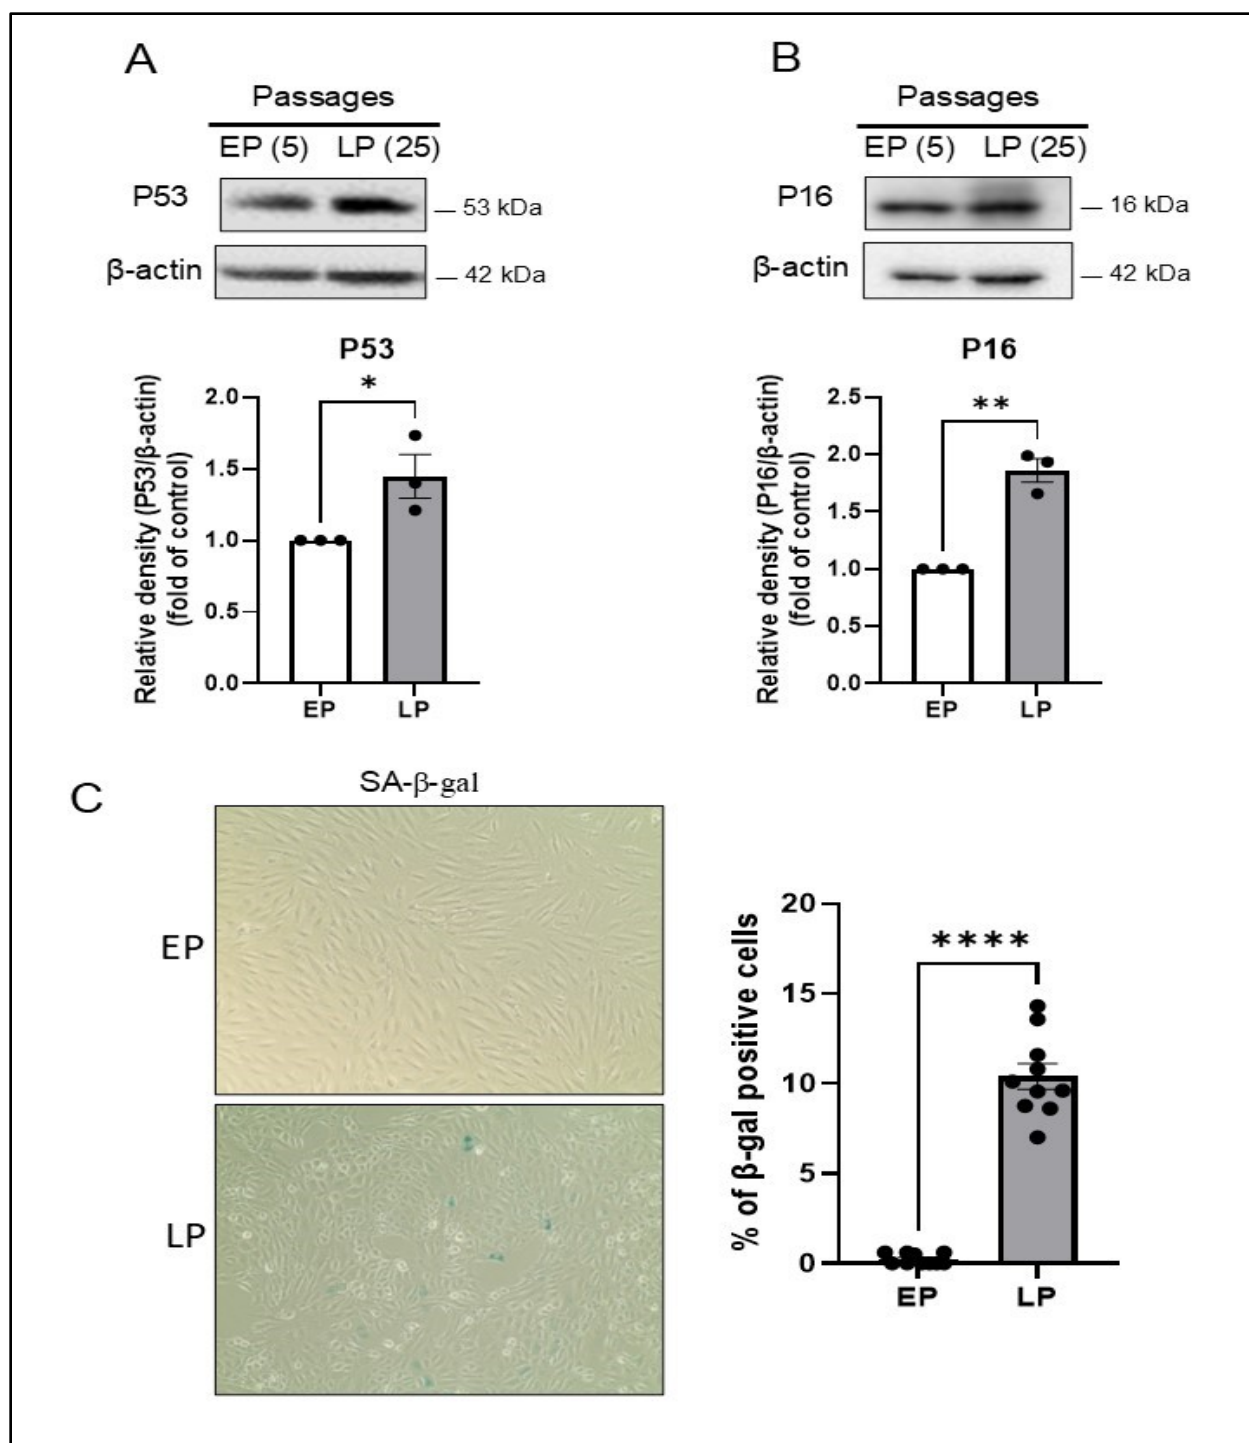 A
Passages
EP (5) LP (25)
P53
53 kDa
β-actin
42 kDa
P53
Relative density (P53/β-actin)
(fold of control)
*
2.0
1.5
1.0
0.5
0.0
EP LP
B
Passages
EP (5) LP (25)
P16
16 kDa
β-actin
42 kDa
P16
Relative density (P16/β-actin)
(fold of control)
**
2.5
2.0
1.5
1.0
0.5
0.0
EP LP
C
SA-β-gal
EP
LP
% of β-gal positive cells
****
20
15
10
5
0
EP LP